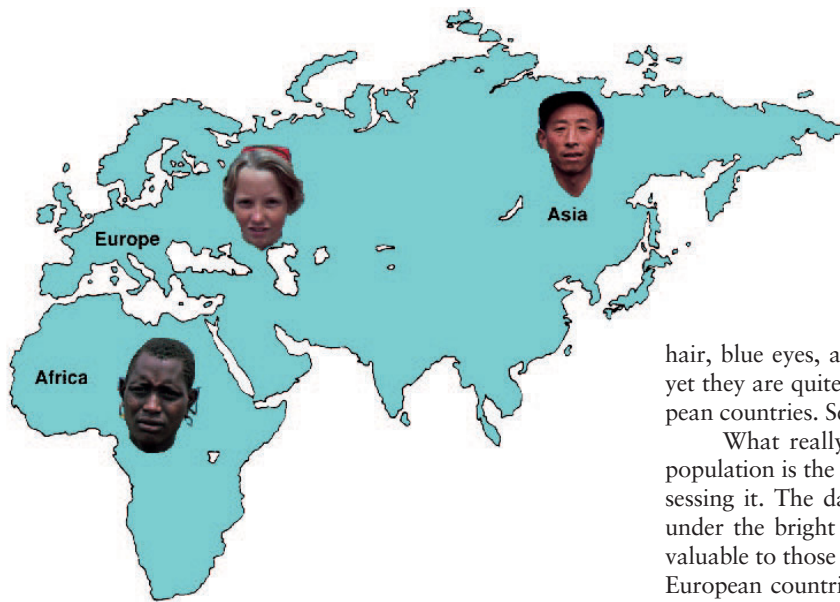 Asia
Europe
Africa
hair, blue eyes, a
yet they are quite
pean countries. S
What really
population is the
sessing it. The da
under the bright
valuable to those
European countri